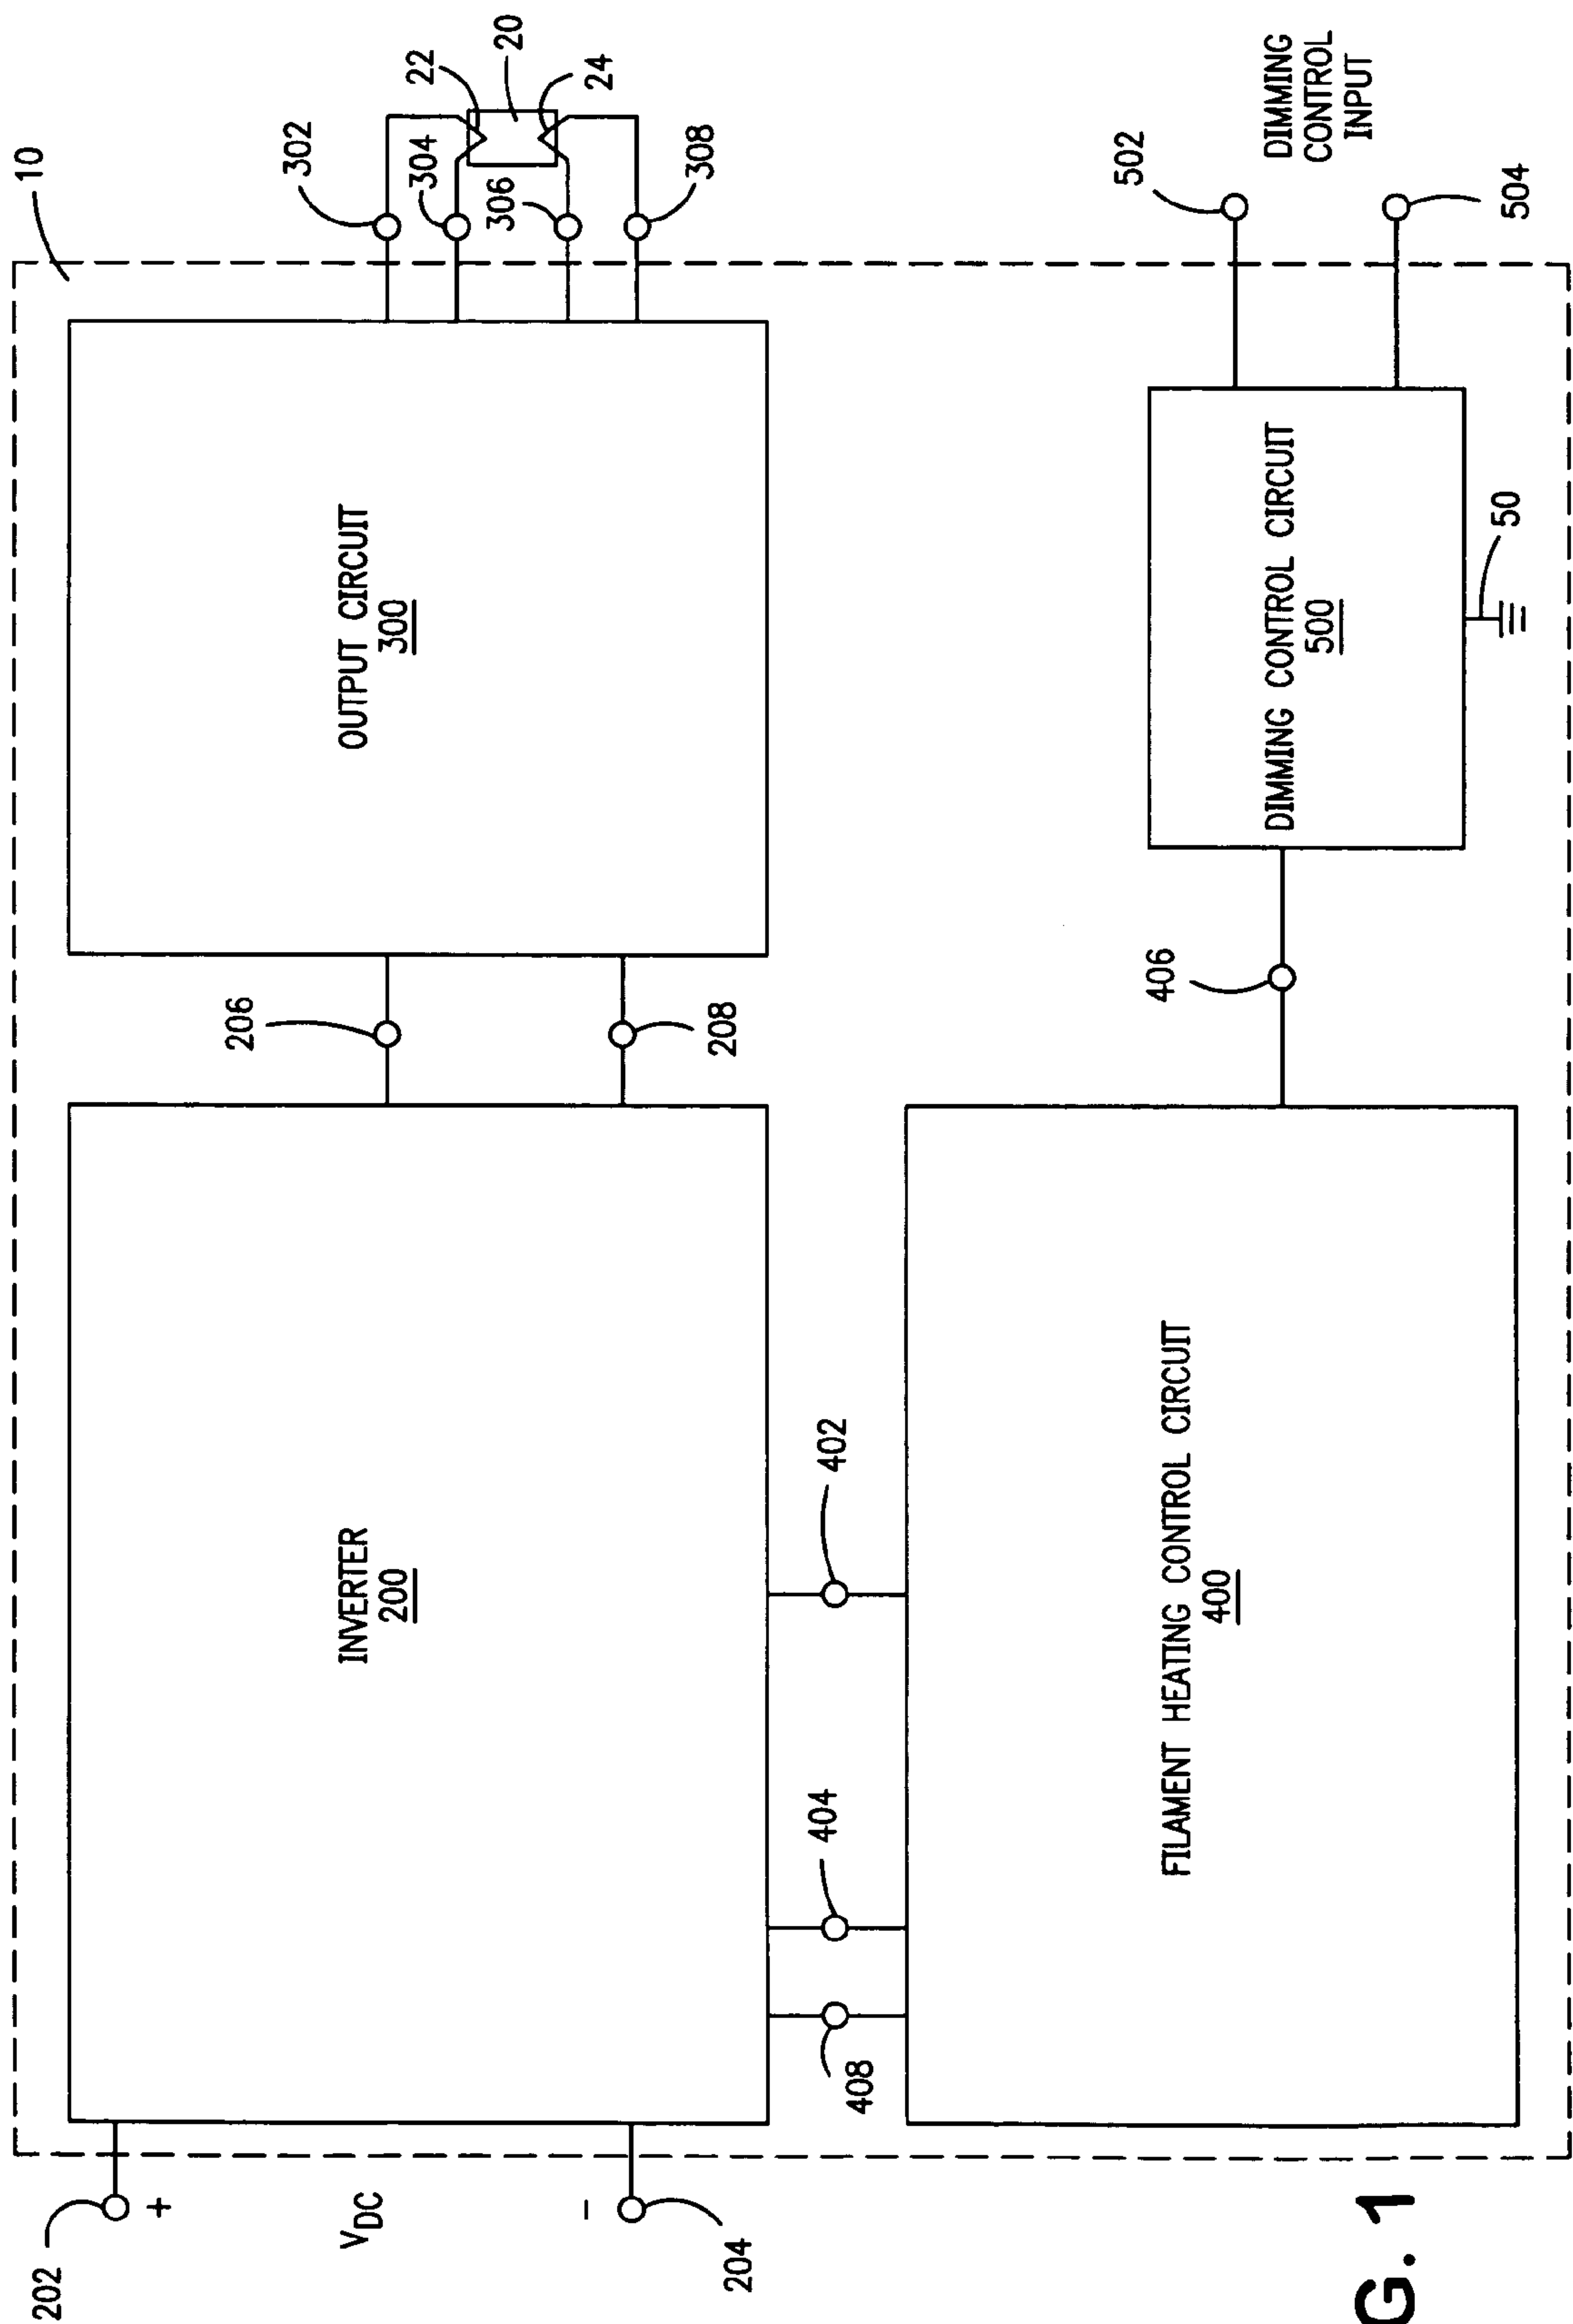 10
202
+
V_DC
−
204
INVERTER
200
206
208
OUTPUT CIRCUIT
300
302
304
306
308
22
20
24
408
404
402
FILAMENT HEATING CONTROL CIRCUIT
400
406
DIMMING CONTROL CIRCUIT
500
50
502
504
DIMMING
CONTROL
INPUT
G. 1